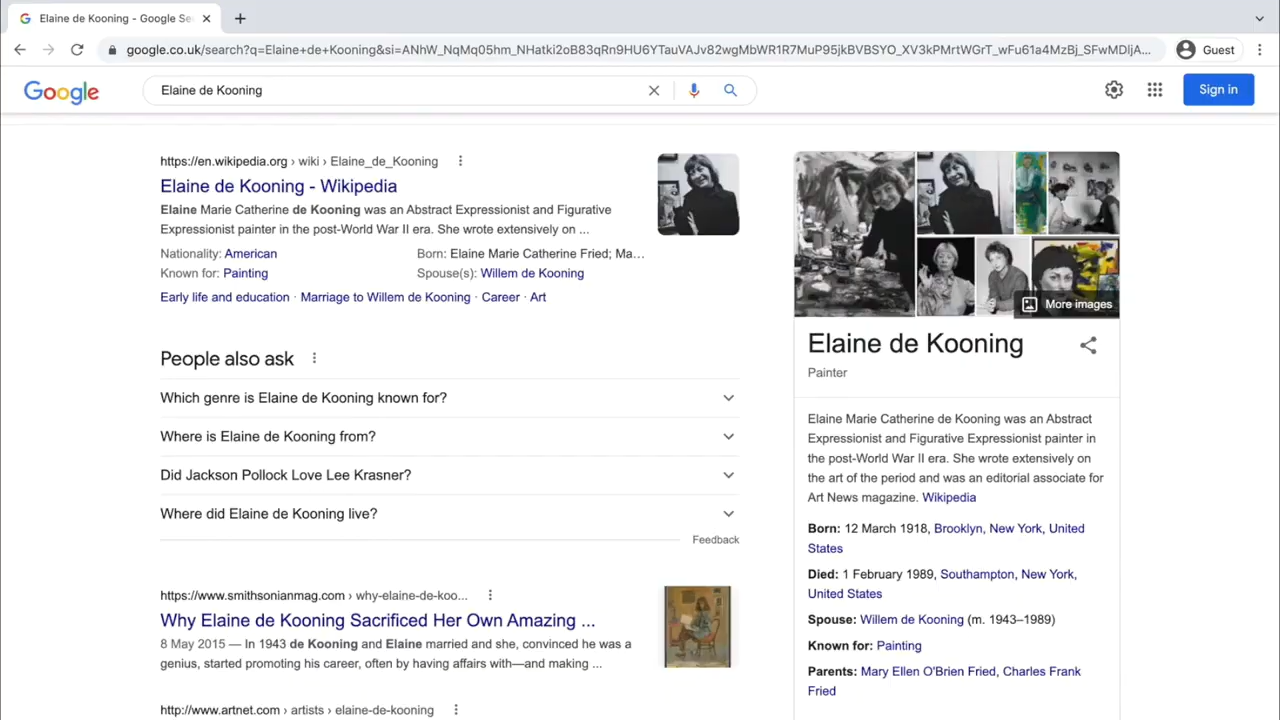 Elaine de Kooning - Google Se
google.co.uk/search?q=Elaine+de+Kooning&si=ANhW_NqMq05hm_NHatki2oB83qRn9HU6YTauVAJv82wgMbWR1R7MuP95jkBVBSYO_XV3kPMrtWGrT_wFu61a4MzBj_SFwMDljA...
Guest
Google
Elaine de Kooning
Sign in
https://en.wikipedia.org › wiki › Elaine_de_Kooning
Elaine de Kooning - Wikipedia
Elaine Marie Catherine de Kooning was an Abstract Expressionist and Figurative
Expressionist painter in the post-World War II era. She wrote extensively on ...
Nationality: American
Born: Elaine Marie Catherine Fried; Ma...
Known for: Painting
Spouse(s): Willem de Kooning
Early life and education · Marriage to Willem de Kooning · Career · Art
People also ask
Which genre is Elaine de Kooning known for?
Where is Elaine de Kooning from?
Did Jackson Pollock Love Lee Krasner?
Where did Elaine de Kooning live?
Feedback
https://www.smithsonianmag.com › why-elaine-de-koo...
Why Elaine de Kooning Sacrificed Her Own Amazing ...
8 May 2015 — In 1943 de Kooning and Elaine married and she, convinced he was a
genius, started promoting his career, often by having affairs with—and making ...
http://www.artnet.com › artists › elaine-de-kooning
More images
Elaine de Kooning
Painter
Elaine Marie Catherine de Kooning was an Abstract
Expressionist and Figurative Expressionist painter in
the post-World War II era. She wrote extensively on
the art of the period and was an editorial associate for
Art News magazine. Wikipedia
Born: 12 March 1918, Brooklyn, New York, United
States
Died: 1 February 1989, Southampton, New York,
United States
Spouse: Willem de Kooning (m. 1943–1989)
Known for: Painting
Parents: Mary Ellen O'Brien Fried, Charles Frank
Fried